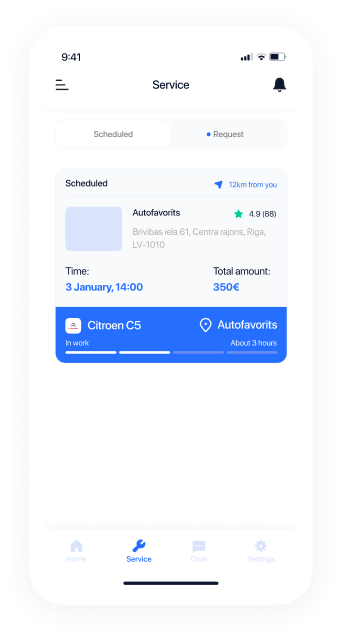 9:41
Service
Scheduled
Request
Scheduled
12km from you
Autofavorits
4.9 (88)
Brīvības iela 61, Centra rajons, Rīga,
LV-1010
Time:
Total amount:
3 January, 14:00
350€
Citroen C5
Autofavorits
In work
About 3 hours
Home
Service
Chat
Settings